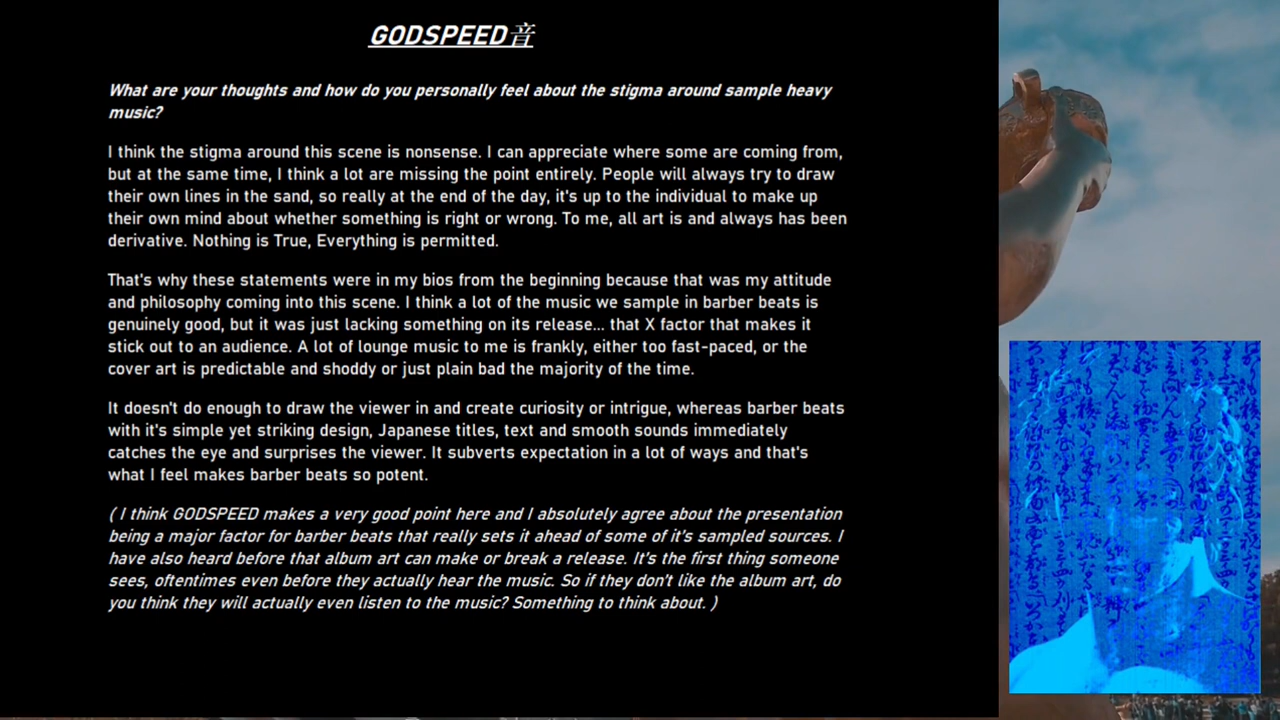 GODSPEED音
What are your thoughts and how do you personally feel about the stigma around sample heavy
music?
I think the stigma around this scene is nonsense. I can appreciate where some are coming from,
but at the same time, I think a lot are missing the point entirely. People will always try to draw
their own lines in the sand, so really at the end of the day, it's up to the individual to make up
their own mind about whether something is right or wrong. To me, all art is and always has been
derivative. Nothing is True, Everything is permitted.
That's why these statements were in my bios from the beginning because that was my attitude
and philosophy coming into this scene. I think a lot of the music we sample in barber beats is
genuinely good, but it was just lacking something on its release... that X factor that makes it
stick out to an audience. A lot of lounge music to me is frankly, either too fast-paced, or the
cover art is predictable and shoddy or just plain bad the majority of the time.
It doesn't do enough to draw the viewer in and create curiosity or intrigue, whereas barber beats
with it's simple yet striking design, Japanese titles, text and smooth sounds immediately
catches the eye and surprises the viewer. It subverts expectation in a lot of ways and that's
what I feel makes barber beats so potent.
( I think GODSPEED makes a very good point here and I absolutely agree about the presentation
being a major factor for barber beats that really sets it ahead of some of it's sampled sources. I
have also heard before that album art can make or break a release. It's the first thing someone
sees, oftentimes even before they actually hear the music. So if they don't like the album art, do
you think they will actually even listen to the music? Something to think about. )